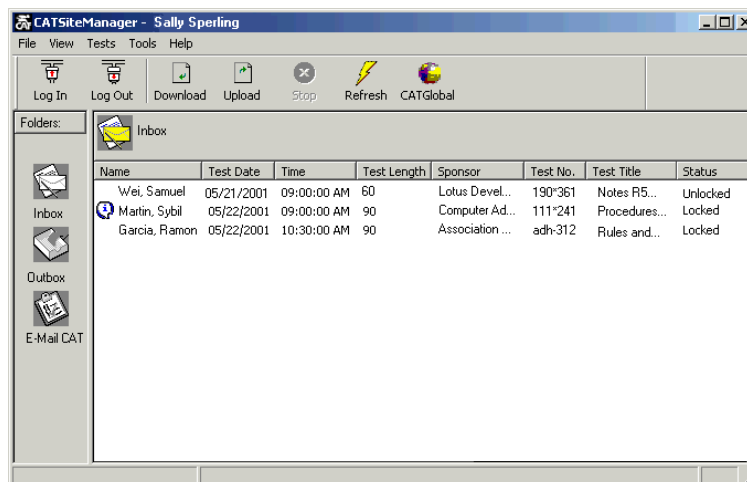 CATSiteManager - Sally Sperling
File View Tests Tools Help
Log In Log Out Download Upload Stop Refresh CATGlobal
Folders:
Inbox
Name Test Date Time Test Length Sponsor Test No. Test Title Status
Wei, Samuel 05/21/2001 09:00:00 AM 60 Lotus Devel... 190*361 Notes R5... Unlocked
Martin, Sybil 05/22/2001 09:00:00 AM 90 Computer Ad... 111*241 Procedures... Locked
Garcia, Ramon 05/22/2001 10:30:00 AM 90 Association ... adh-312 Rules and... Locked
Inbox
Outbox
E-Mail CAT